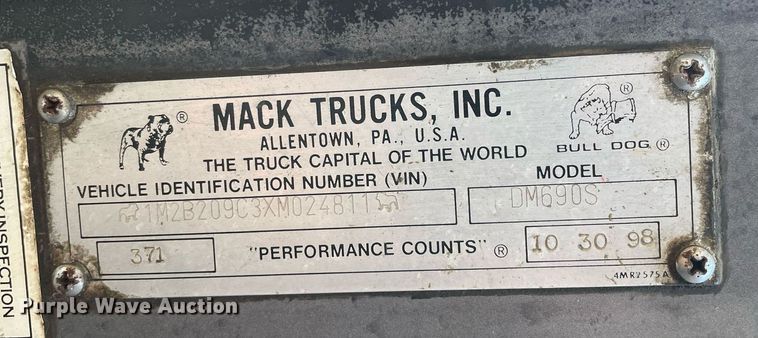 MACK TRUCKS, INC.
ALLENTOWN, PA., U.S.A.
THE TRUCK CAPITAL OF THE WORLD
®
®
BULL DOG ®
VEHICLE IDENTIFICATION NUMBER (VIN)
MODEL
1M2B209C3XM024811
DM690S
371
"PERFORMANCE COUNTS" ®
10 30 98
4MR2575A
INSPECTION
Purple Wave Auction